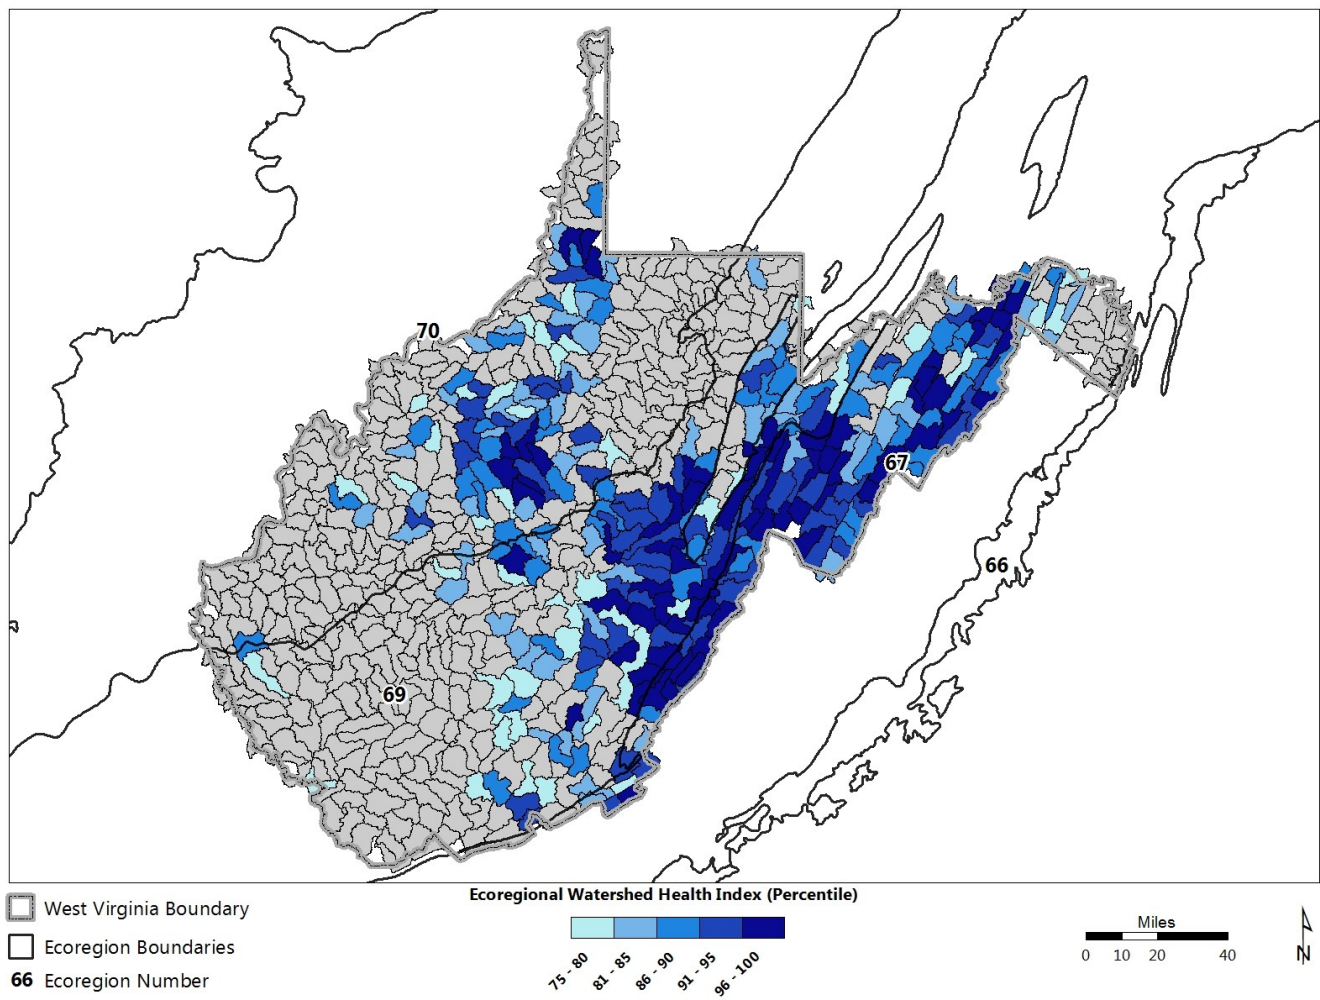 70
67
66
69
Ecoregional Watershed Health Index (Percentile)
75 - 80
81 - 85
86 - 90
91 - 95
96 - 100
West Virginia Boundary
Ecoregion Boundaries
66 Ecoregion Number
Miles
0 10 20 40
N